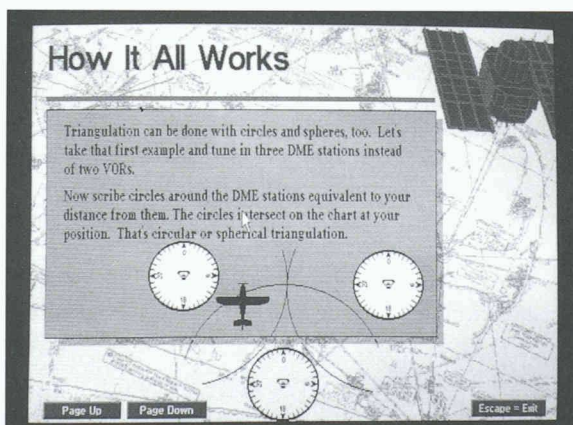 How It All Works
Triangulation can be done with circles and spheres, too. Let's
take that first example and tune in three DME stations instead
of two VORs.
Now scribe circles around the DME stations equivalent to your
distance from them. The circles intersect on the chart at your
position. That's circular or spherical triangulation.
Page Up
Page Down
Escape = Exit